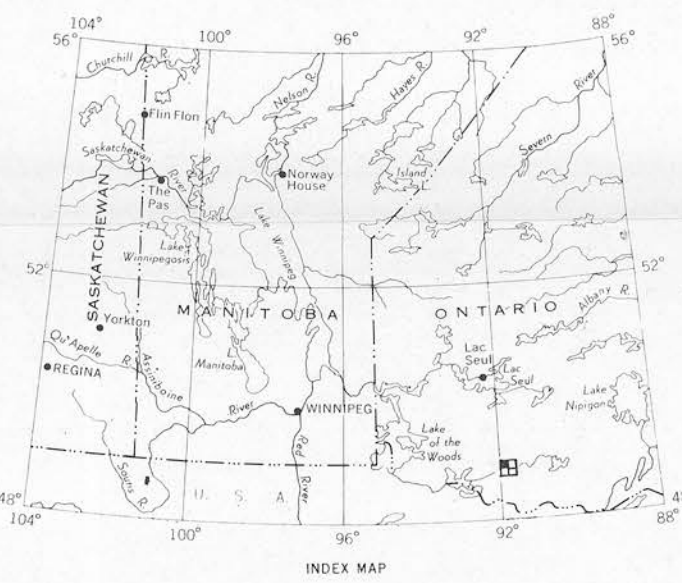 104°
100°
96°
92°
88°
56°
56°
Churchill R.
Nelson R.
Hayes R.
River
Flin Flon
Severn
Saskatchewan
River
Norway
House
Island
L.
The
Pas
SASKATCHEWAN
Lake
Winnipeg
Lake
Winnipegosis
52°
52°
MANITOBA
ONTARIO
Albany R.
Yorkton
Qu'Apelle R.
Lac
Seul
Lac
Seul
L.
Manitoba
REGINA
Assiniboine
River
Lake
Nipigon
WINNIPEG
Lake
of the
Woods
Red
River
Souris R.
U. S. A.
48°
104°
100°
96°
92°
88°
INDEX MAP